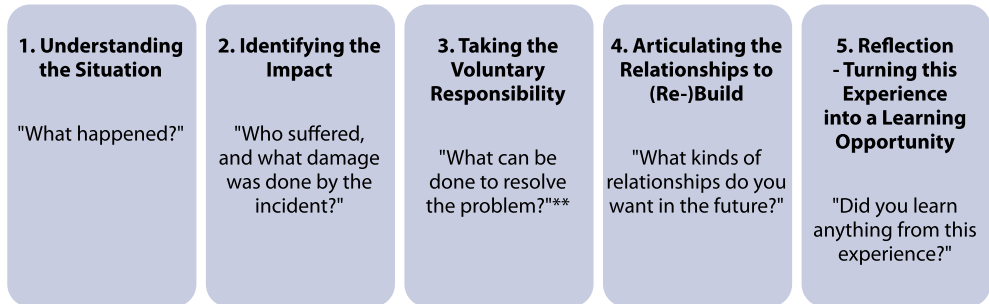 1. Understanding
the Situation
"What happened?"
2. Identifying the
Impact
"Who suffered,
and what damage
was done by the
incident?"
3. Taking the
Voluntary
Responsibility
"What can be
done to resolve
the problem?"**
4. Articulating the
Relationships to
(Re-)Build
"What kinds of
relationships do you
want in the future?"
5. Reflection
- Turning this
Experience
into a Learning
Opportunity
"Did you learn
anything from this
experience?"